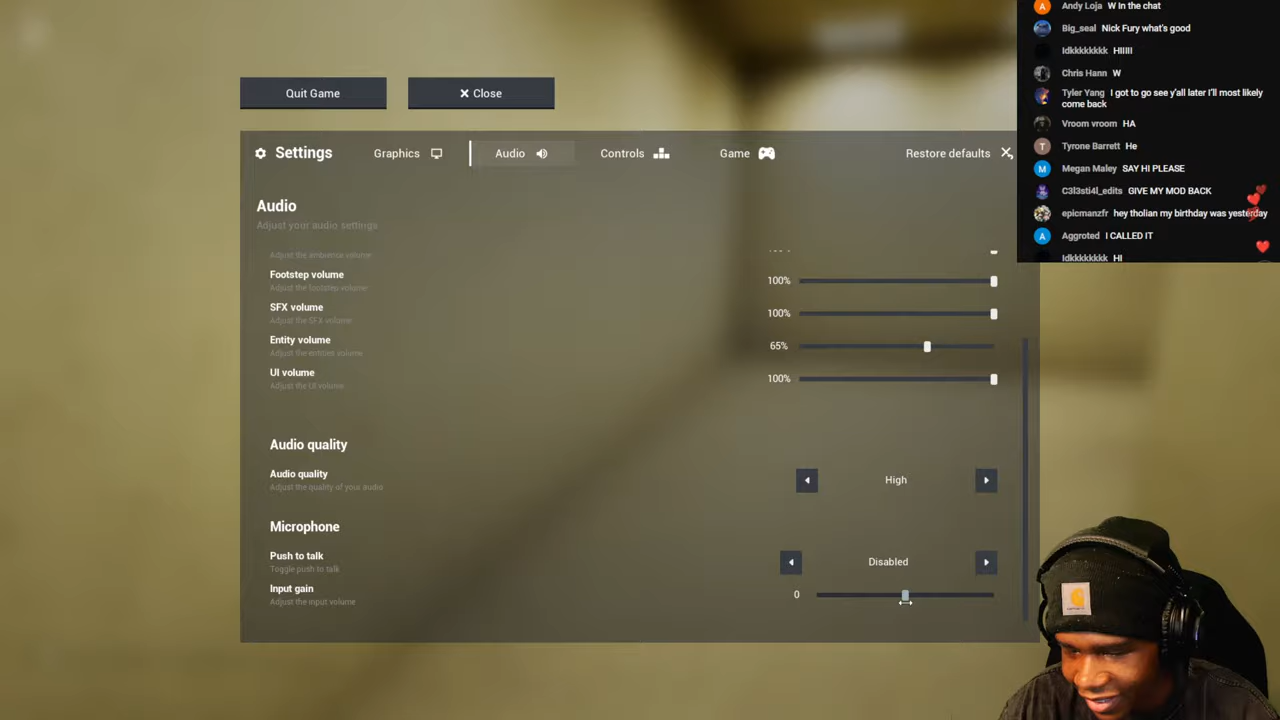 Quit Game
Close
Settings
Graphics
Audio
Controls
Game
Restore defaults
Audio
Adjust your audio settings
Adjust the ambience volume
Footstep volume
100%
Adjust the footstep volume
SFX volume
100%
Adjust the SFX volume
Entity volume
65%
Adjust the entities volume
UI volume
100%
Adjust the UI volume
Audio quality
Audio quality
High
Adjust the quality of your audio
Microphone
Push to talk
Disabled
Toggle push to talk
Input gain
0
Adjust the input volume
A Andy Loja W In the chat
Big_seal Nick Fury what's good
Idkkkkkkkk HIIIII
Chris Hann W
Tyler Yang I got to go see y'all later I'll most likely
come back
Vroom vroom HA
T Tyrone Barrett He
M Megan Maley SAY HI PLEASE
C3l3sti4l_edits GIVE MY MOD BACK
epicmanzfr hey tholian my birthday was yesterday
A Aggroted I CALLED IT
Idkkkkkkkk HI